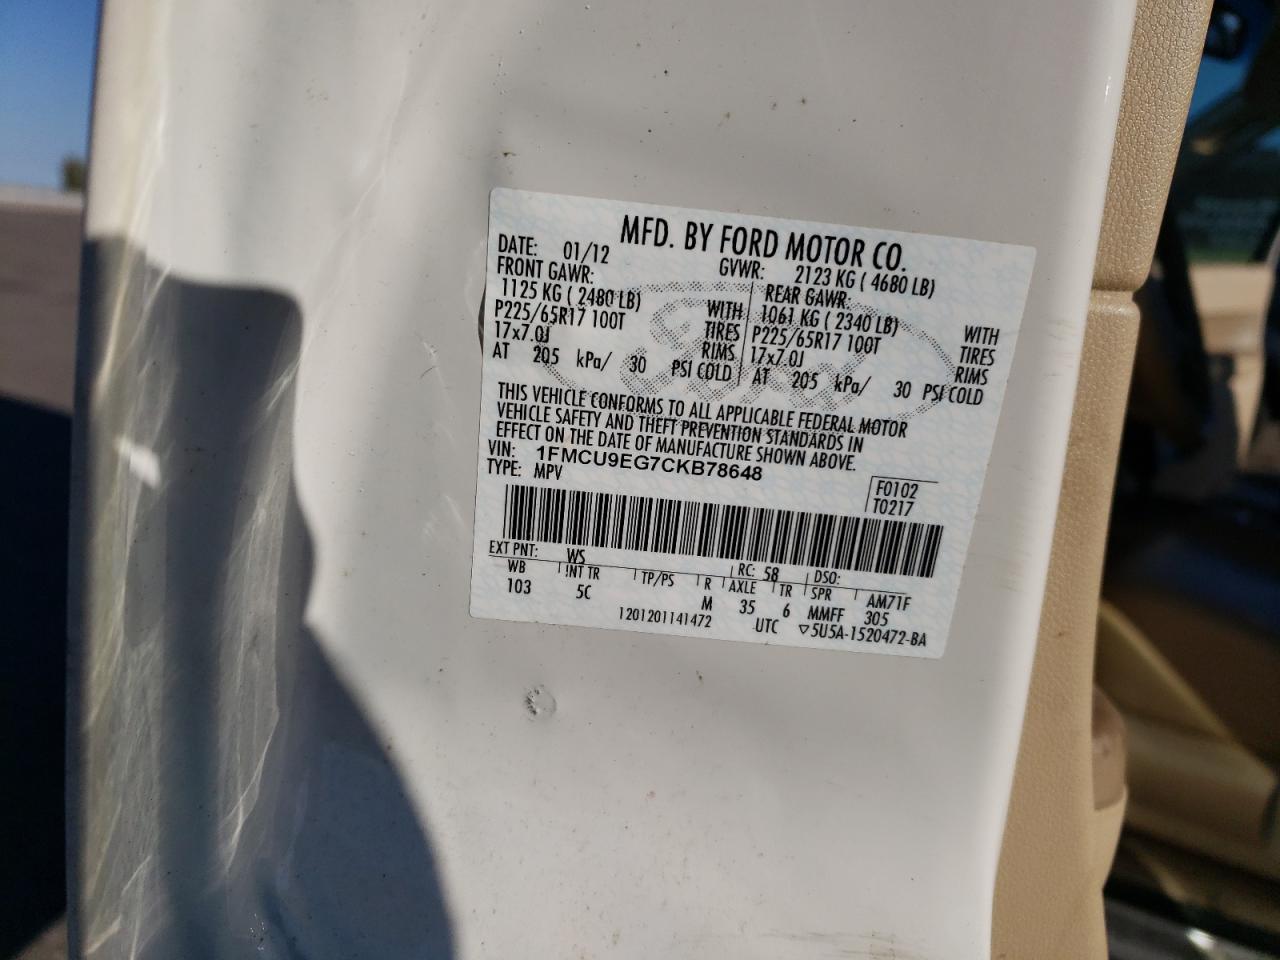 MFD. BY FORD MOTOR CO.
DATE: 01/12 GVWR: 2123 KG ( 4680 LB)
FRONT GAWR: REAR GAWR:
1125 KG ( 2480 LB) WITH 1061 KG ( 2340 LB) WITH
P225/65R17 100T TIRES P225/65R17 100T TIRES
17x7.0J RIMS 17x7.0J RIMS
AT 205 kPa/ 30 PSI COLD AT 205 kPa/ 30 PSI COLD
Ford
THIS VEHICLE CONFORMS TO ALL APPLICABLE FEDERAL MOTOR
VEHICLE SAFETY AND THEFT PREVENTION STANDARDS IN
EFFECT ON THE DATE OF MANUFACTURE SHOWN ABOVE.
VIN: 1FMCU9EG7CKB78648
TYPE: MPV
F0102
T0217
EXT PNT: WS RC: 58 DSO:
WB INT TR TP/PS R AXLE TR SPR AM71F
103 5C M 35 6 MMFF 305
1201201141472 UTC ▽5U5A-1520472-BA